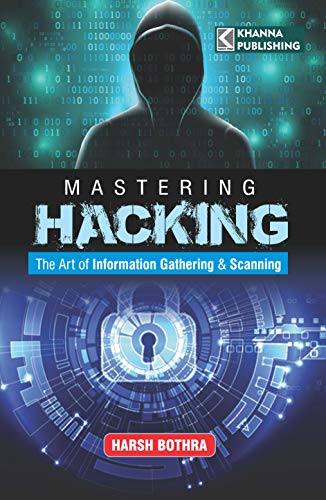 KHANNA
PUBLISHING
MASTERING
HACKING
The Art of Information Gathering & Scanning
HARSH BOTHRA